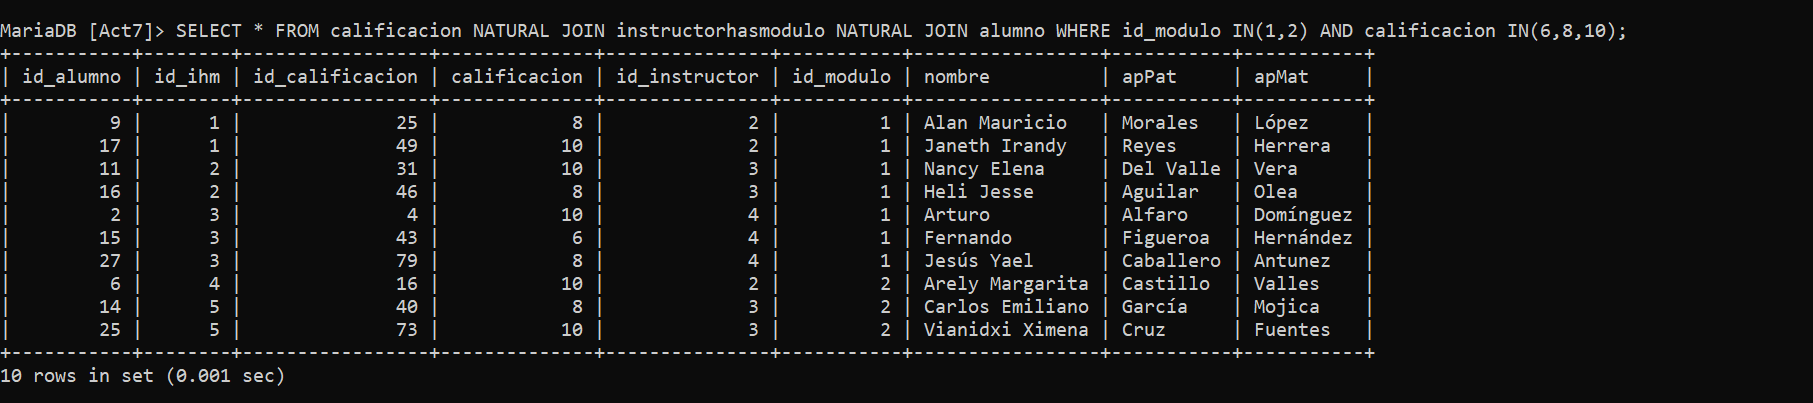 MariaDB [Act7]> SELECT * FROM calificacion NATURAL JOIN instructorhasmodulo NATURAL JOIN alumno WHERE id_modulo IN(1,2) AND calificacion IN(6,8,10);
+-----------+--------+-----------------+--------------+---------------+-----------+-----------------+-----------+-----------+
| id_alumno | id_ihm | id_calificacion | calificacion | id_instructor | id_modulo | nombre          | apPat     | apMat     |
+-----------+--------+-----------------+--------------+---------------+-----------+-----------------+-----------+-----------+
|         9 |      1 |              25 |            8 |             2 |         1 | Alan Mauricio   | Morales   | López     |
|        17 |      1 |              49 |           10 |             2 |         1 | Janeth Irandy   | Reyes     | Herrera   |
|        11 |      2 |              31 |           10 |             3 |         1 | Nancy Elena     | Del Valle | Vera      |
|        16 |      2 |              46 |            8 |             3 |         1 | Heli Jesse      | Aguilar   | Olea      |
|         2 |      3 |               4 |           10 |             4 |         1 | Arturo          | Alfaro    | Domínguez |
|        15 |      3 |              43 |            6 |             4 |         1 | Fernando        | Figueroa  | Hernández |
|        27 |      3 |              79 |            8 |             4 |         1 | Jesús Yael      | Caballero | Antunez   |
|         6 |      4 |              16 |           10 |             2 |         2 | Arely Margarita | Castillo  | Valles    |
|        14 |      5 |              40 |            8 |             3 |         2 | Carlos Emiliano | García    | Mojica    |
|        25 |      5 |              73 |           10 |             3 |         2 | Vianidxi Ximena | Cruz      | Fuentes   |
+-----------+--------+-----------------+--------------+---------------+-----------+-----------------+-----------+-----------+
10 rows in set (0.001 sec)